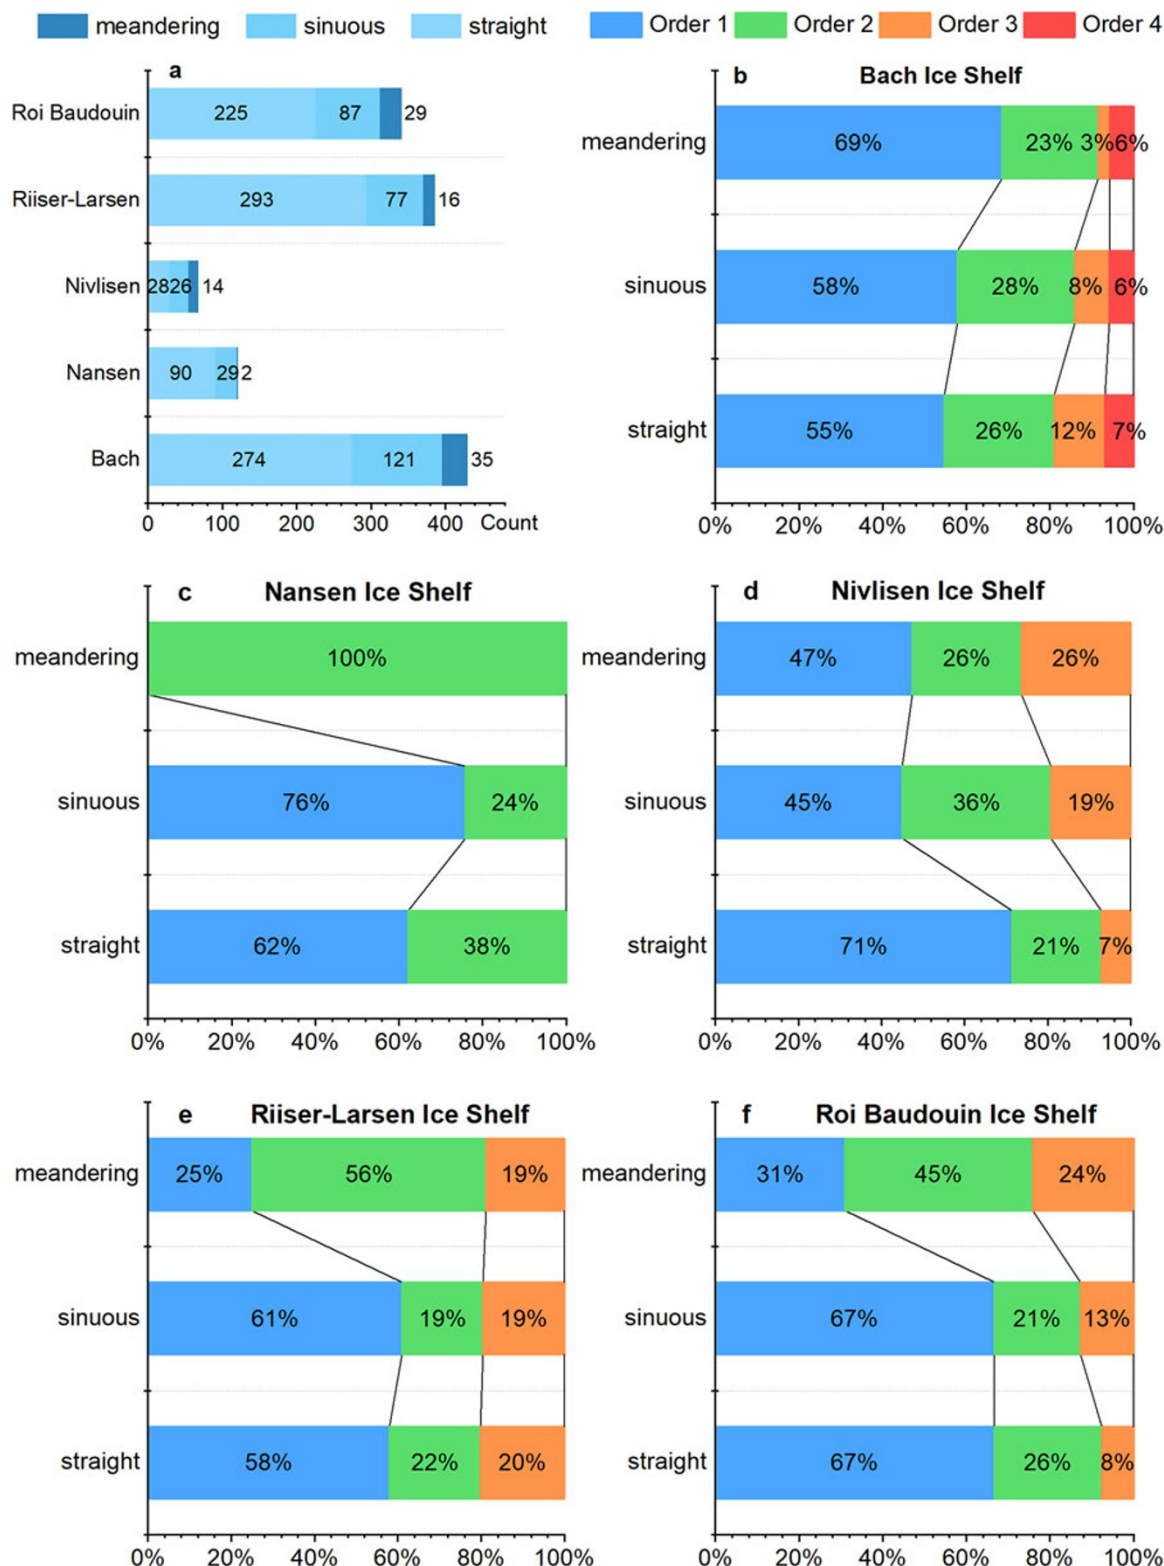 meandering sinuous straight Order 1 Order 2 Order 3 Order 4
a
Roi Baudouin 225 87 29
Riiser-Larsen 293 77 16
Nivlisen 28 26 14
Nansen 90 29 2
Bach 274 121 35
0 100 200 300 400 Count
b Bach Ice Shelf
meandering 69% 23% 3% 6%
sinuous 58% 28% 8% 6%
straight 55% 26% 12% 7%
0% 20% 40% 60% 80% 100%
c Nansen Ice Shelf
meandering 100%
sinuous 76% 24%
straight 62% 38%
0% 20% 40% 60% 80% 100%
d Nivlisen Ice Shelf
meandering 47% 26% 26%
sinuous 45% 36% 19%
straight 71% 21% 7%
0% 20% 40% 60% 80% 100%
e Riiser-Larsen Ice Shelf
meandering 25% 56% 19%
sinuous 61% 19% 19%
straight 58% 22% 20%
0% 20% 40% 60% 80% 100%
f Roi Baudouin Ice Shelf
meandering 31% 45% 24%
sinuous 67% 21% 13%
straight 67% 26% 8%
0% 20% 40% 60% 80% 100%